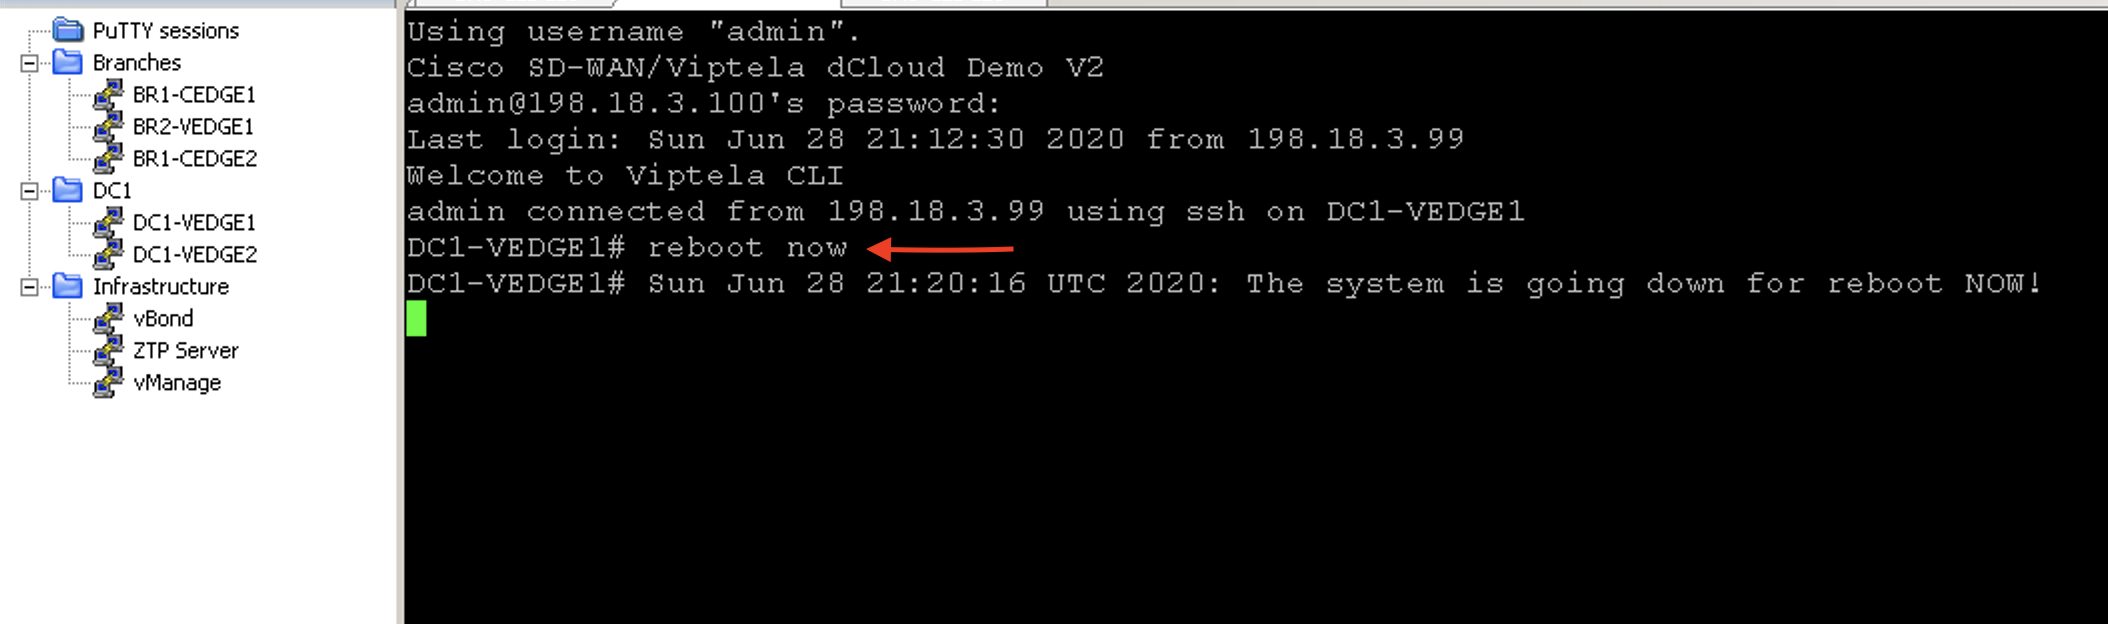 PuTTY sessions
Branches
BR1-CEDGE1
BR2-VEDGE1
BR1-CEDGE2
DC1
DC1-VEDGE1
DC1-VEDGE2
Infrastructure
vBond
ZTP Server
vManage
Using username "admin".
Cisco SD-WAN/Viptela dCloud Demo V2
admin@198.18.3.100's password:
Last login: Sun Jun 28 21:12:30 2020 from 198.18.3.99
Welcome to Viptela CLI
admin connected from 198.18.3.99 using ssh on DC1-VEDGE1
DC1-VEDGE1# reboot now
DC1-VEDGE1# Sun Jun 28 21:20:16 UTC 2020: The system is going down for reboot NOW!